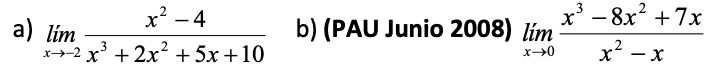 a) lím x→-2 (x² − 4)/(x³ + 2x² + 5x + 10) b) (PAU Junio 2008) lím x→0 (x³ − 8x² + 7x)/(x² − x)